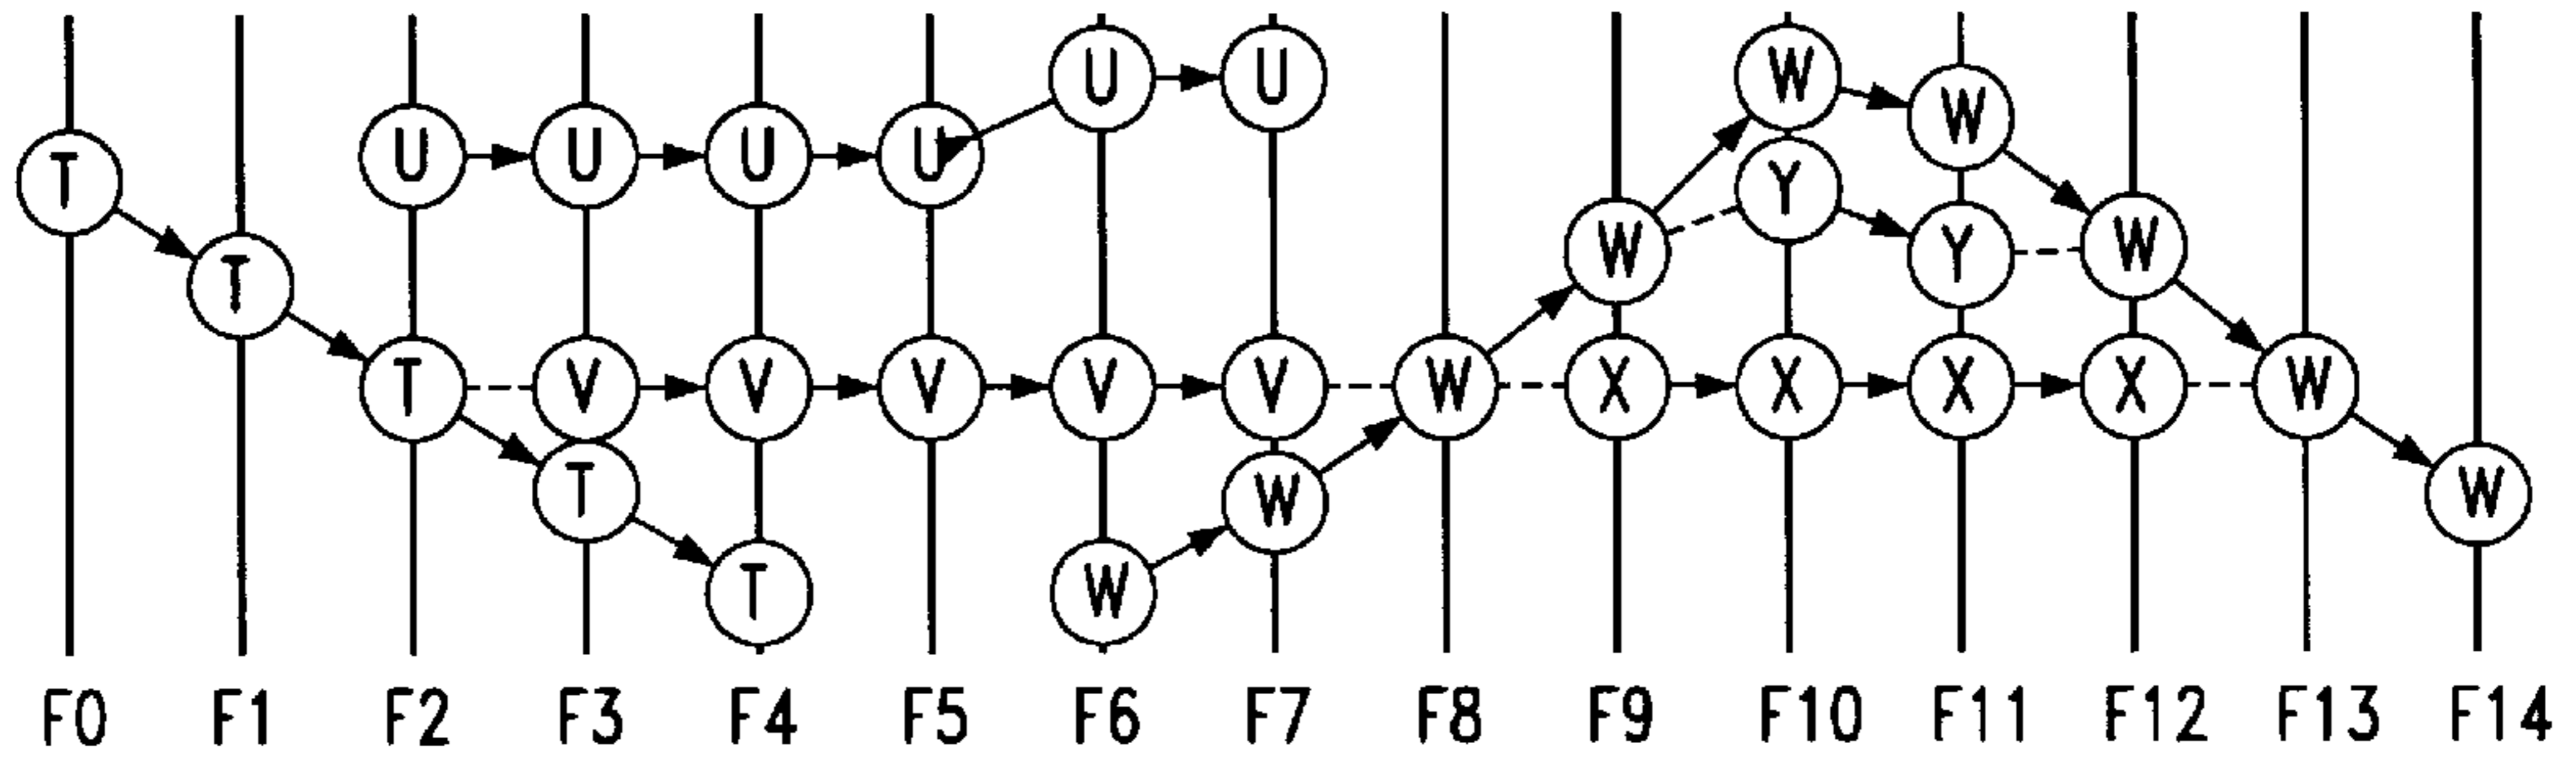 U U W
U U U U W
T Y
W W
T Y
T V V V V V W X X X X W
T W W
T W
F0 F1 F2 F3 F4 F5 F6 F7 F8 F9 F10 F11 F12 F13 F14